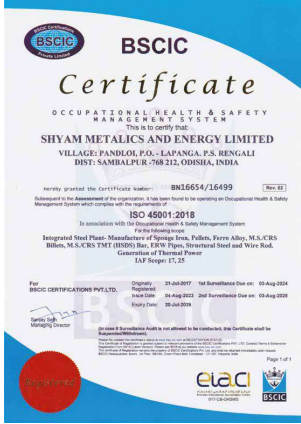 BSCIC Certifications
BSCIC
Private Limited
BSCIC
Certificate
OCCUPATIONAL HEALTH & SAFETY
MANAGEMENT SYSTEM
This is to certify that:
SHYAM METALICS AND ENERGY LIMITED
VILLAGE: PANDLOI, P.O. - LAPANGA, P.S. RENGALI
DIST: SAMBALPUR -768 212, ODISHA, INDIA
Hereby granted the Certificate Number: BN16654/16499 Rev. 02
Subsequent to the Assessment of the organization, it has been found to be operating an Occupational Health & Safety
Management System which complies with the requirements of -
ISO 45001:2018
In association with the Occupational Health & Safety Management System
For the following scope
Integrated Steel Plant- Manufacture of Sponge Iron, Pellets, Ferro Alloy, M.S./CRS
Billets, M.S./CRS TMT (HSDS) Bar, ERW Pipes, Structural Steel and Wire Rod.
Generation of Thermal Power
IAF Scope: 17, 25
For
BSCIC CERTIFICATIONS PVT.LTD.
Originally Registered: 21-Jul-2017 1st Surveillance Due on: 03-Aug-2024
Issue Date: 04-Aug-2023 2nd Surveillance Due on: 03-Aug-2025
Expiry Date: 20-Jul-2026
Sanjay Seth
Managing Director
(In case if Surveillance Audit is not allowed to be conducted, this Certificate shall be
Suspended/Withdrawn).
Page 1 of 1
Registered
eiaci
BSCIC